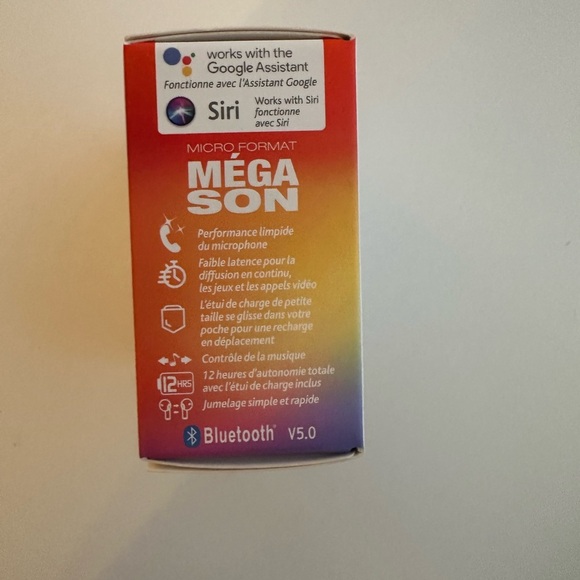 works with the
Google Assistant
Fonctionne avec l'Assistant Google
Siri
Works with Siri
fonctionne
avec Siri
MICRO FORMAT
MÉGA
SON
Performance limpide
du microphone
Faible latence pour la
diffusion en continu,
les jeux et les appels vidéo
L'étui de charge de petite
taille se glisse dans votre
poche pour une recharge
en déplacement
Contrôle de la musique
12 HRS
12 heures d'autonomie totale
avec l'étui de charge inclus
Jumelage simple et rapide
Bluetooth® V5.0